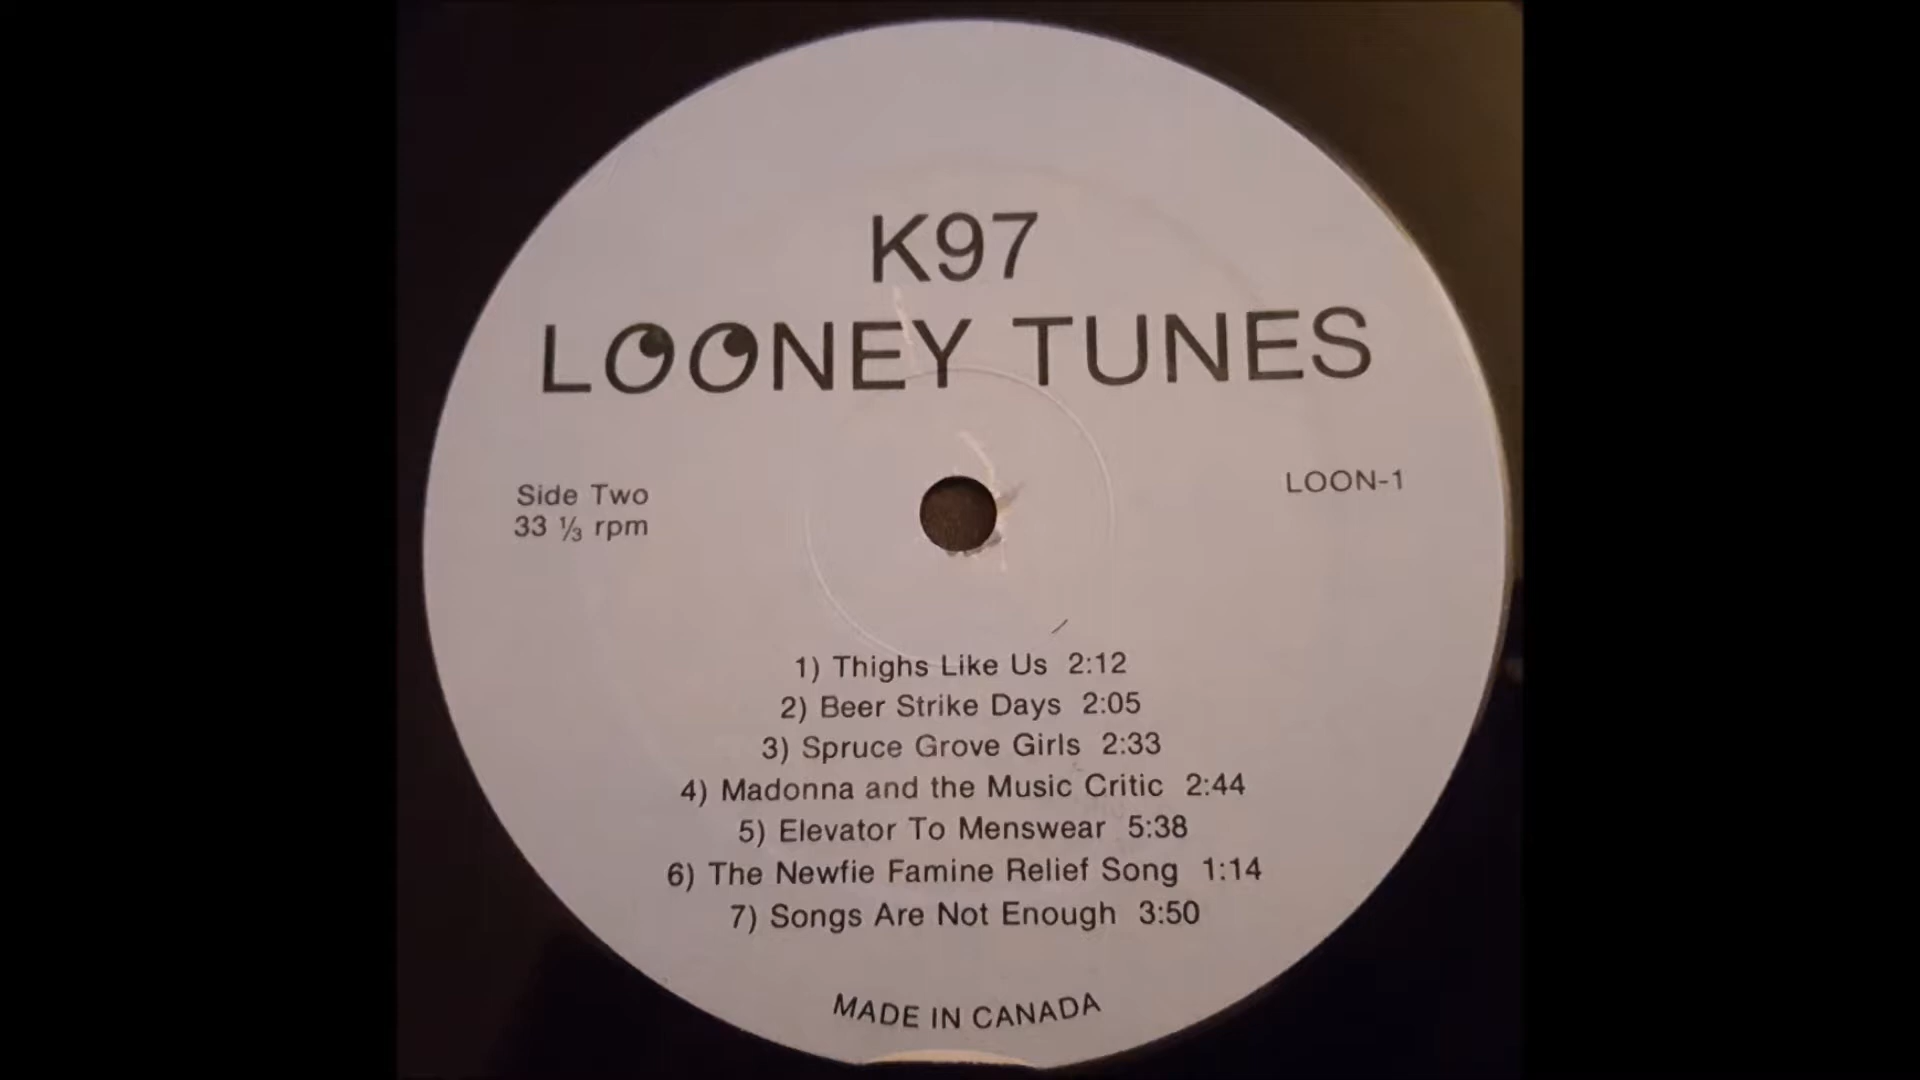 K97
LOONEY TUNES
Side Two
33 ⅓ rpm
LOON-1
1) Thighs Like Us 2:12
2) Beer Strike Days 2:05
3) Spruce Grove Girls 2:33
4) Madonna and the Music Critic 2:44
5) Elevator To Menswear 5:38
6) The Newfie Famine Relief Song 1:14
7) Songs Are Not Enough 3:50
MADE IN CANADA